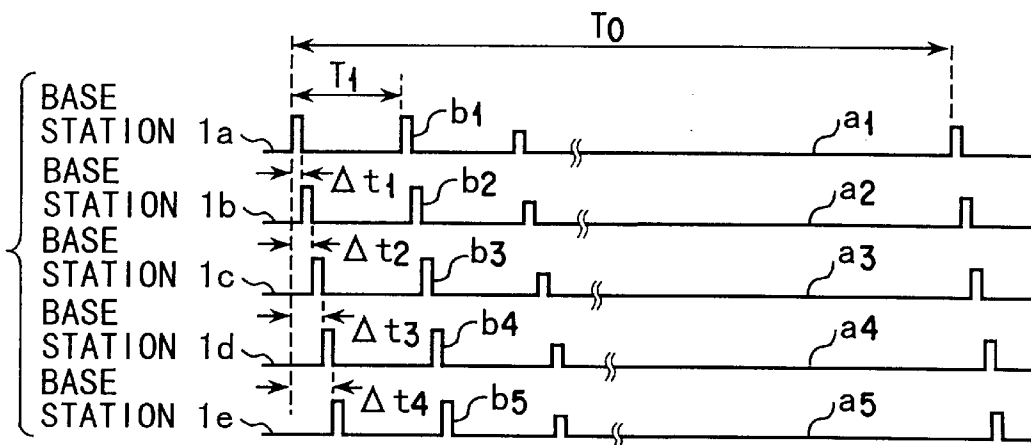 T0
T1
BASE
STATION 1a
b1
a1
BASE
STATION 1b
Δt1
b2
a2
BASE
STATION 1c
Δt2
b3
a3
BASE
STATION 1d
Δt3
b4
a4
BASE
STATION 1e
Δt4
b5
a5